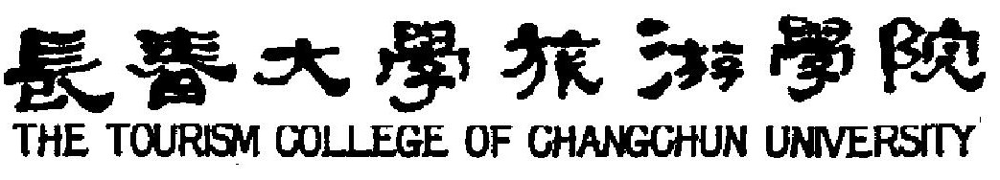 長春大學旅游學院
THE TOURISM COLLEGE OF CHANGCHUN UNIVERSITY